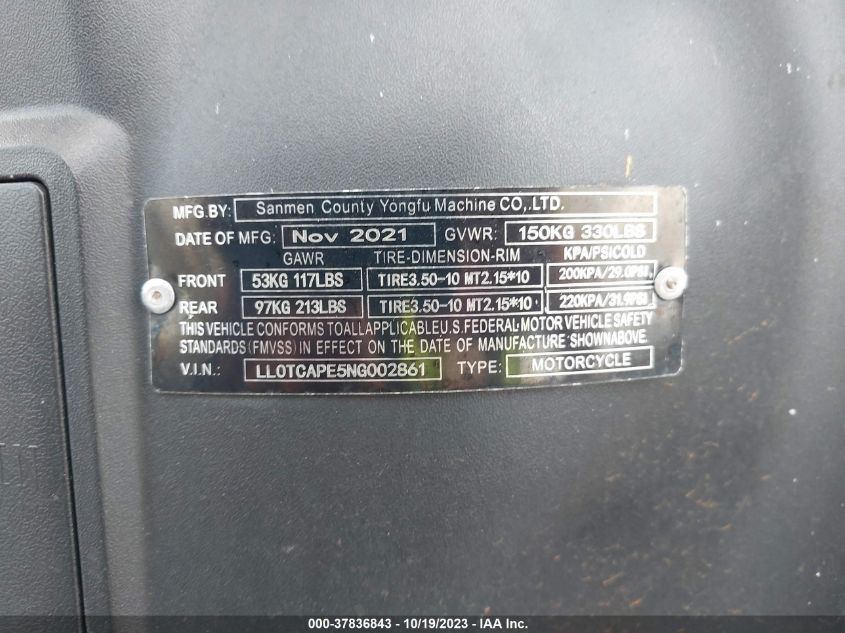 MFG.BY: Sanmen County Yongfu Machine CO,.LTD.
DATE OF MFG: Nov 2021 GVWR: 150KG 330LBS
GAWR TIRE-DIMENSION-RIM KPA/PSICOLD
FRONT 53KG 117LBS TIRE3.50-10 MT2.15*10 200KPA/29.0PSI
REAR 97KG 213LBS TIRE3.50-10 MT2.15*10 220KPA/31.9PSI
THIS VEHICLE CONFORMS TOALLAPPLICABLEU.S.FEDERAL-MOTOR VEHICLE SAFETY
STANDARDS(FMVSS) IN EFFECT ON THE DATE OF MANUFACTURE SHOWNABOVE.
V.I.N.: LL0TCAPE5NG002861 TYPE: MOTORCYCLE
000-37836843 - 10/19/2023 - IAA Inc.